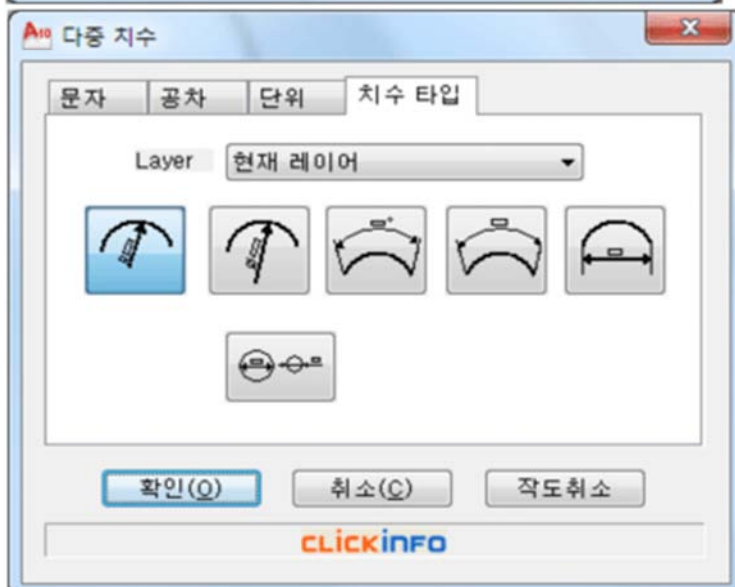 A10 다중 치수
문자 공차 단위 치수 타입
Layer 현재 레이어
확인(O) 취소(C) 작도취소
CLICKINFO